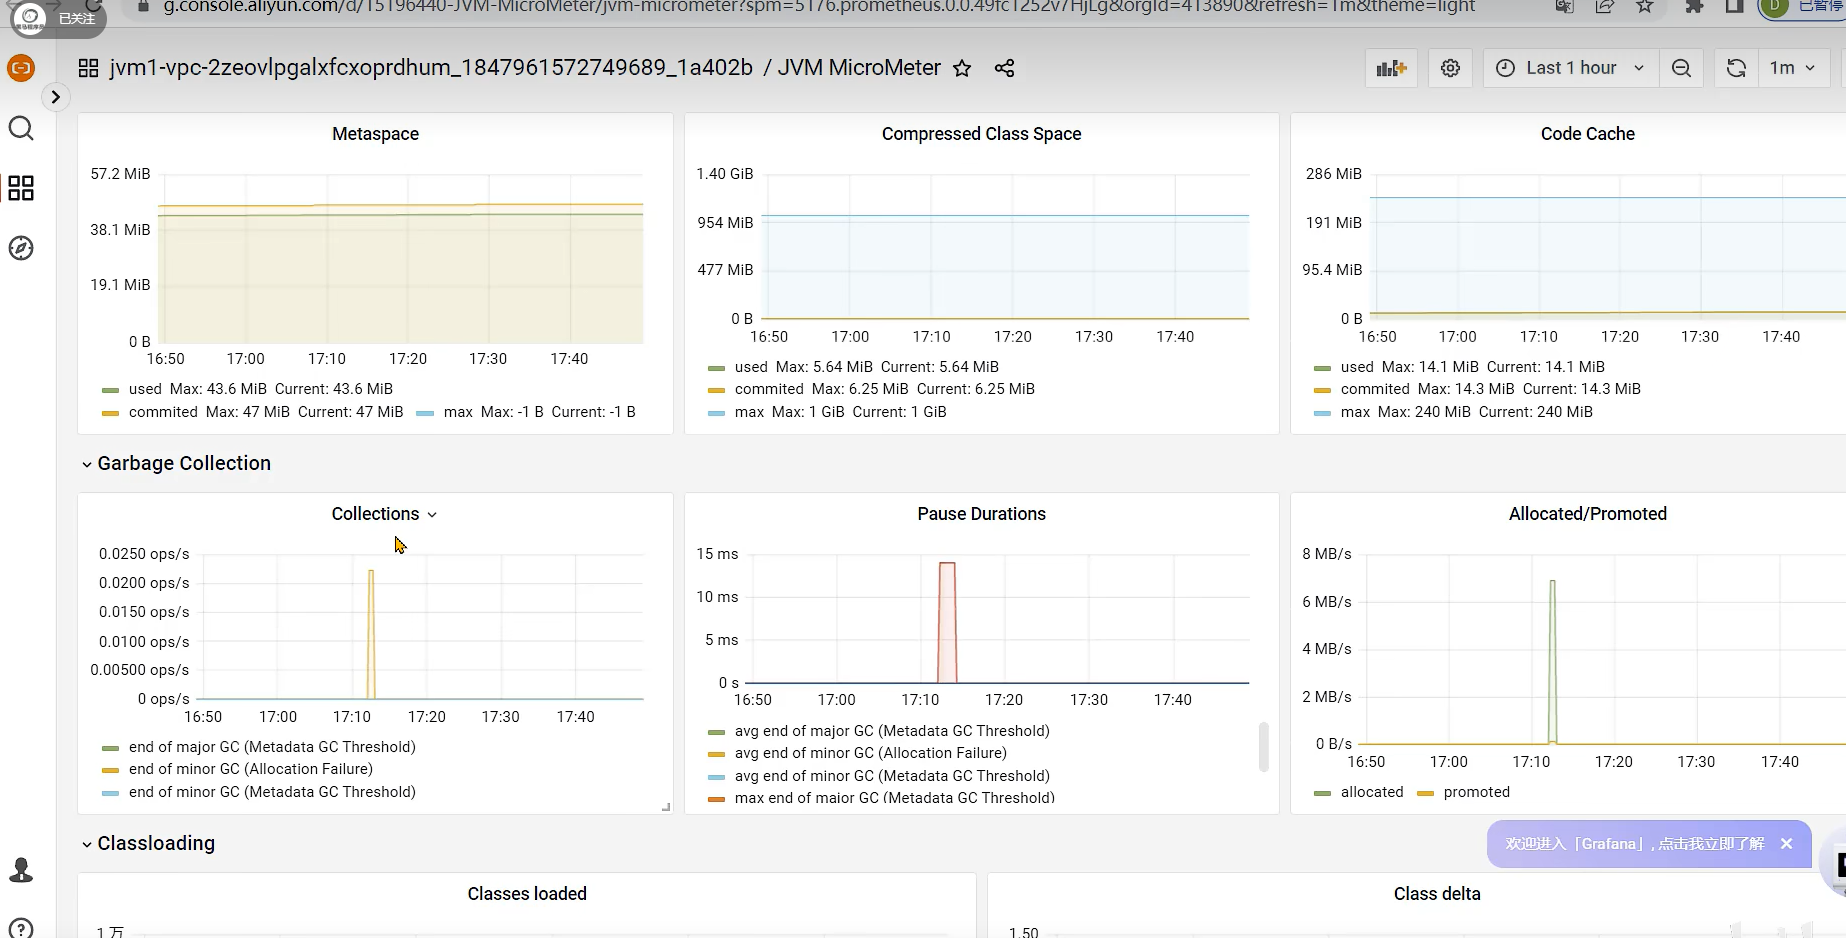 g.console.aliyun.com/d/15196440-JVM-MicroMeter/jvm-micrometer?spm=5176.prometheus.0.0.49fc1252v7HjLg&orgId=413890&refresh=1m&theme=light
已暂停
D
已关注
jvm1-vpc-2zeovlpgalxfcxoprdhum_1847961572749689_1a402b / JVM MicroMeter
Last 1 hour
1m
Metaspace
57.2 MiB
38.1 MiB
19.1 MiB
0 B
16:50 17:00 17:10 17:20 17:30 17:40
used Max: 43.6 MiB Current: 43.6 MiB
commited Max: 47 MiB Current: 47 MiB max Max: -1 B Current: -1 B
Compressed Class Space
1.40 GiB
954 MiB
477 MiB
0 B
16:50 17:00 17:10 17:20 17:30 17:40
used Max: 5.64 MiB Current: 5.64 MiB
commited Max: 6.25 MiB Current: 6.25 MiB
max Max: 1 GiB Current: 1 GiB
Code Cache
286 MiB
191 MiB
95.4 MiB
0 B
16:50 17:00 17:10 17:20 17:30 17:40
used Max: 14.1 MiB Current: 14.1 MiB
commited Max: 14.3 MiB Current: 14.3 MiB
max Max: 240 MiB Current: 240 MiB
Garbage Collection
Collections
0.0250 ops/s
0.0200 ops/s
0.0150 ops/s
0.0100 ops/s
0.00500 ops/s
0 ops/s
16:50 17:00 17:10 17:20 17:30 17:40
end of major GC (Metadata GC Threshold)
end of minor GC (Allocation Failure)
end of minor GC (Metadata GC Threshold)
Pause Durations
15 ms
10 ms
5 ms
0 s
16:50 17:00 17:10 17:20 17:30 17:40
avg end of major GC (Metadata GC Threshold)
avg end of minor GC (Allocation Failure)
avg end of minor GC (Metadata GC Threshold)
max end of major GC (Metadata GC Threshold)
Allocated/Promoted
8 MB/s
6 MB/s
4 MB/s
2 MB/s
0 B/s
16:50 17:00 17:10 17:20 17:30 17:40
allocated promoted
Classloading
欢迎进入「Grafana」, 点击我立即了解
Classes loaded
1 万
Class delta
1.50